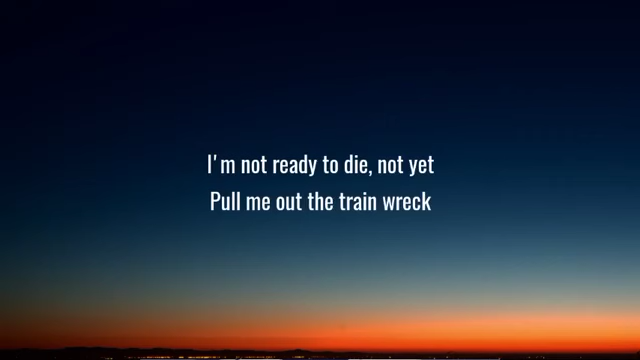 I'm not ready to die, not yet
Pull me out the train wreck